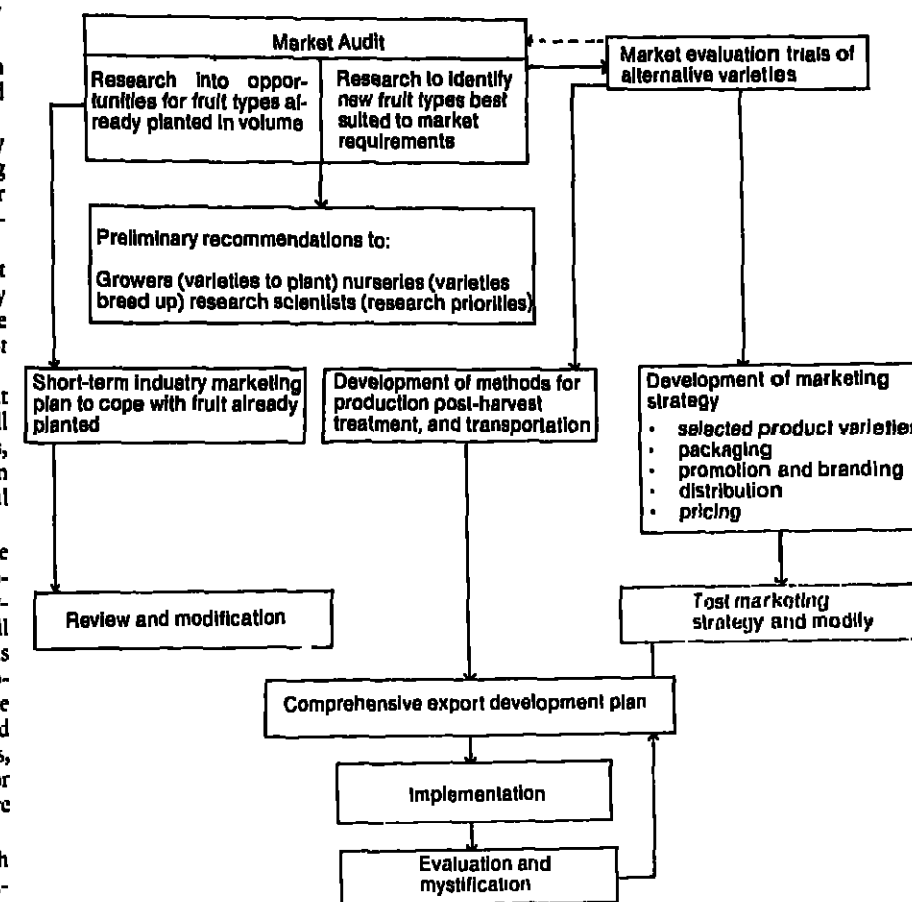 Market Audit
Research into oppor-
tunities for fruit types al-
ready planted in volume
Research to identify
new fruit types best
suited to market
requirements
Market evaluation trials of
alternative varieties
Preliminary recommendations to:
Growers (varieties to plant) nurseries (varieties
breed up) research scientists (research priorities)
Short-term industry marketing
plan to cope with fruit already
planted
Development of methods for
production post-harvest
treatment, and transportation
Development of marketing
strategy
· selected product varieties
· packaging
· promotion and branding
· distribution
· pricing
Review and modification
Test marketing
strategy and modify
Comprehensive export development plan
Implementation
Evaluation and
mystification